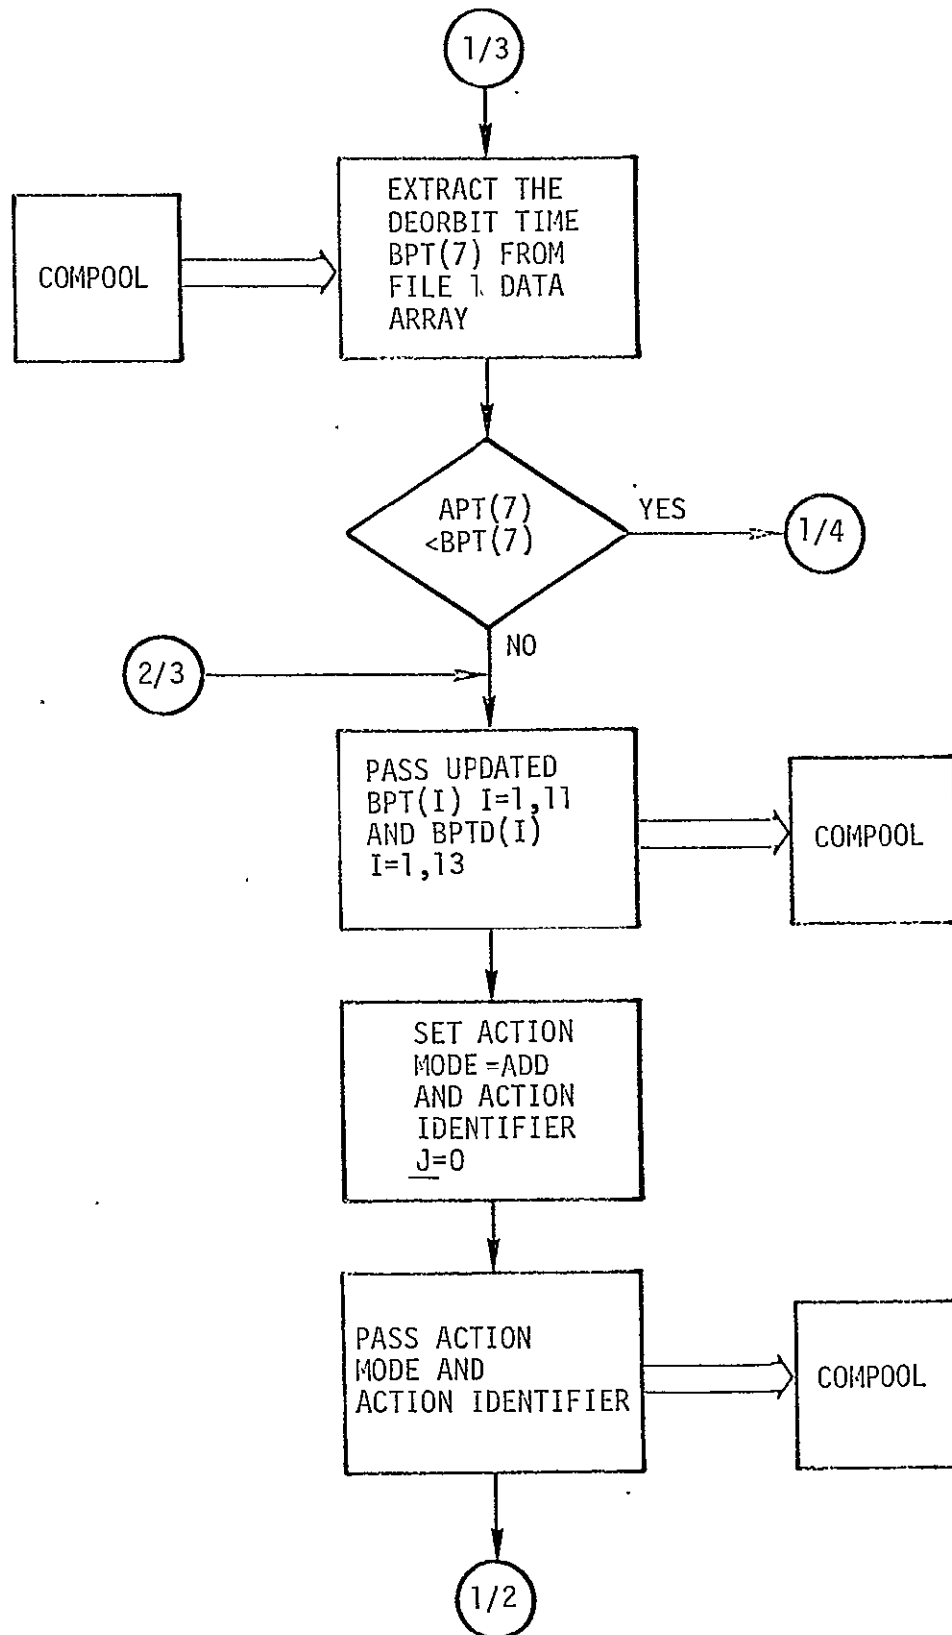 1/3
EXTRACT THE
DEORBIT TIME
BPT(7) FROM
FILE 1 DATA
ARRAY
COMPOOL
APT(7)
<BPT(7)
YES
1/4
NO
2/3
PASS UPDATED
BPT(I) I=1,11
AND BPTD(I)
I=1,13
COMPOOL
SET ACTION
MODE=ADD
AND ACTION
IDENTIFIER
J=0
PASS ACTION
MODE AND
ACTION IDENTIFIER
COMPOOL
1/2